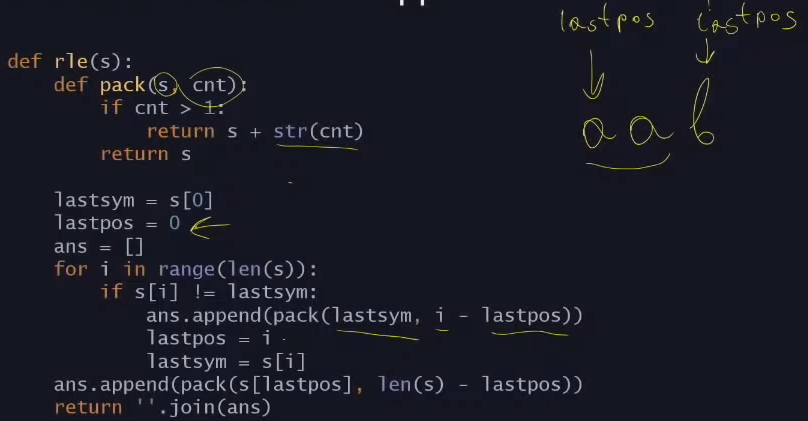 lastpos lastpos
def rle(s):
    def pack(s, cnt):
        if cnt > 1:
            return s + str(cnt)
        return s
a a b
    lastsym = s[0]
    lastpos = 0
    ans = []
    for i in range(len(s)):
        if s[i] != lastsym:
            ans.append(pack(lastsym, i - lastpos))
            lastpos = i
            lastsym = s[i]
    ans.append(pack(s[lastpos], len(s) - lastpos))
    return ''.join(ans)